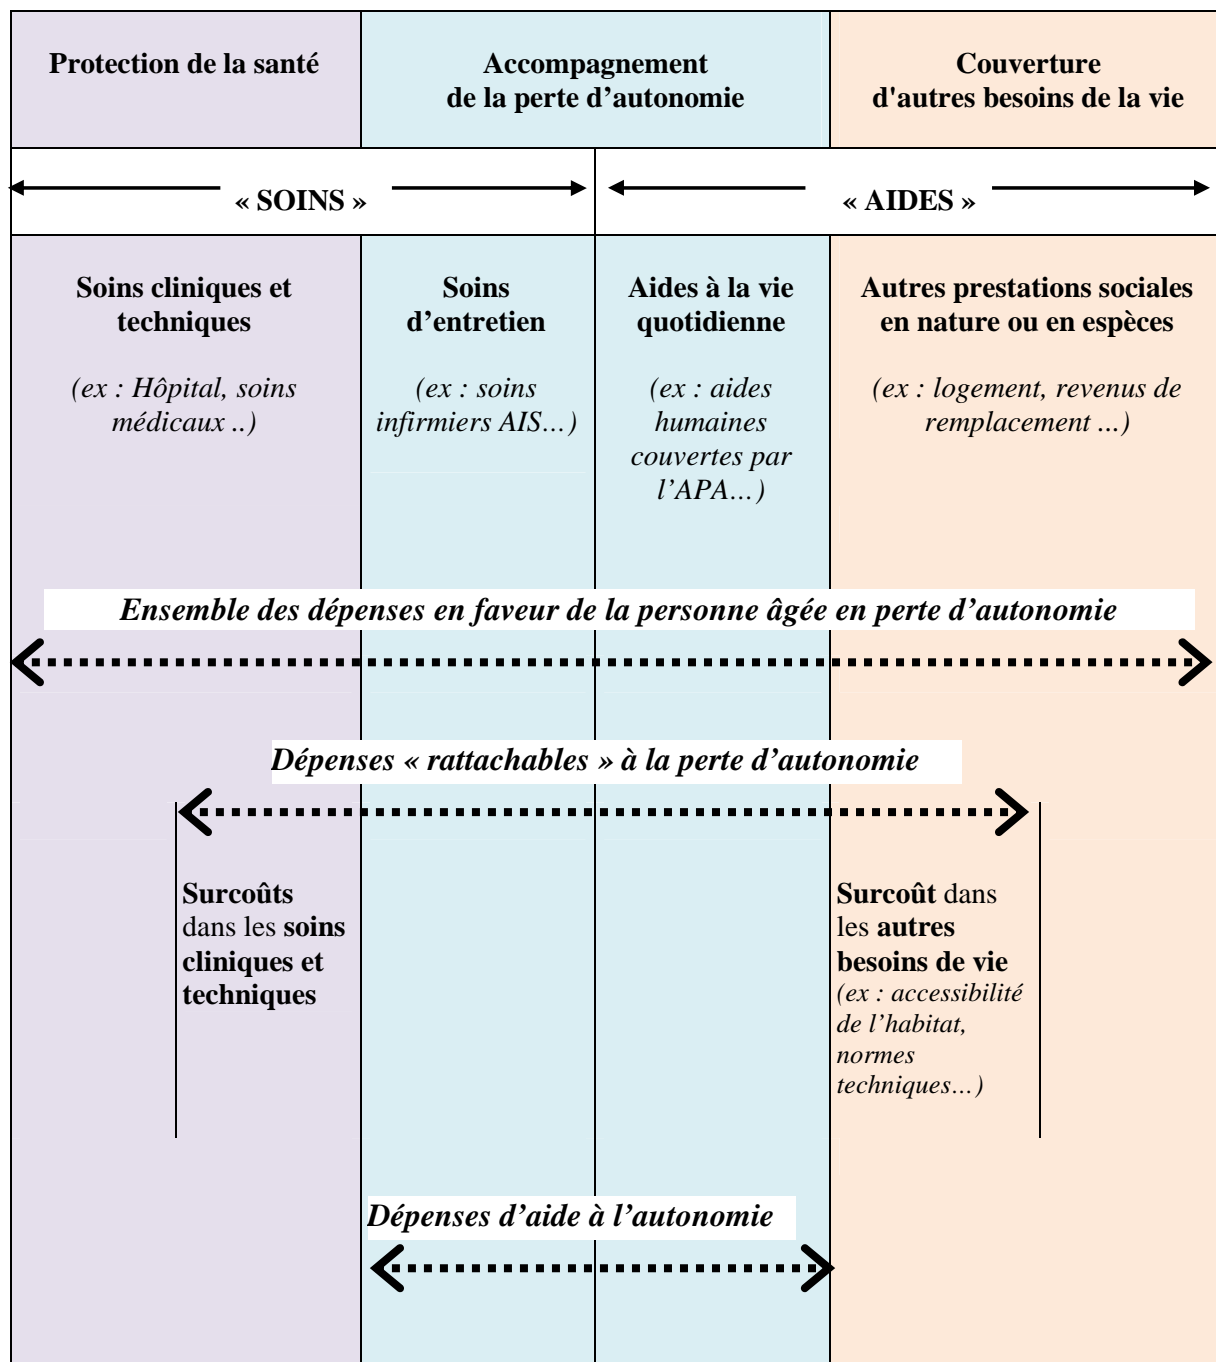 Protection de la santé
Accompagnement
de la perte d’autonomie
Couverture
d'autres besoins de la vie
« SOINS »
« AIDES »
Soins cliniques et
techniques
(ex : Hôpital, soins
médicaux ..)
Soins
d’entretien
(ex : soins
infirmiers AIS…)
Aides à la vie
quotidienne
(ex : aides
humaines
couvertes par
l’APA…)
Autres prestations sociales
en nature ou en espèces
(ex : logement, revenus de
remplacement ...)
Ensemble des dépenses en faveur de la personne âgée en perte d’autonomie
Dépenses « rattachables » à la perte d’autonomie
Surcoûts
dans les soins
cliniques et
techniques
Surcoût dans
les autres
besoins de vie
(ex : accessibilité
de l’habitat,
normes
techniques…)
Dépenses d’aide à l’autonomie